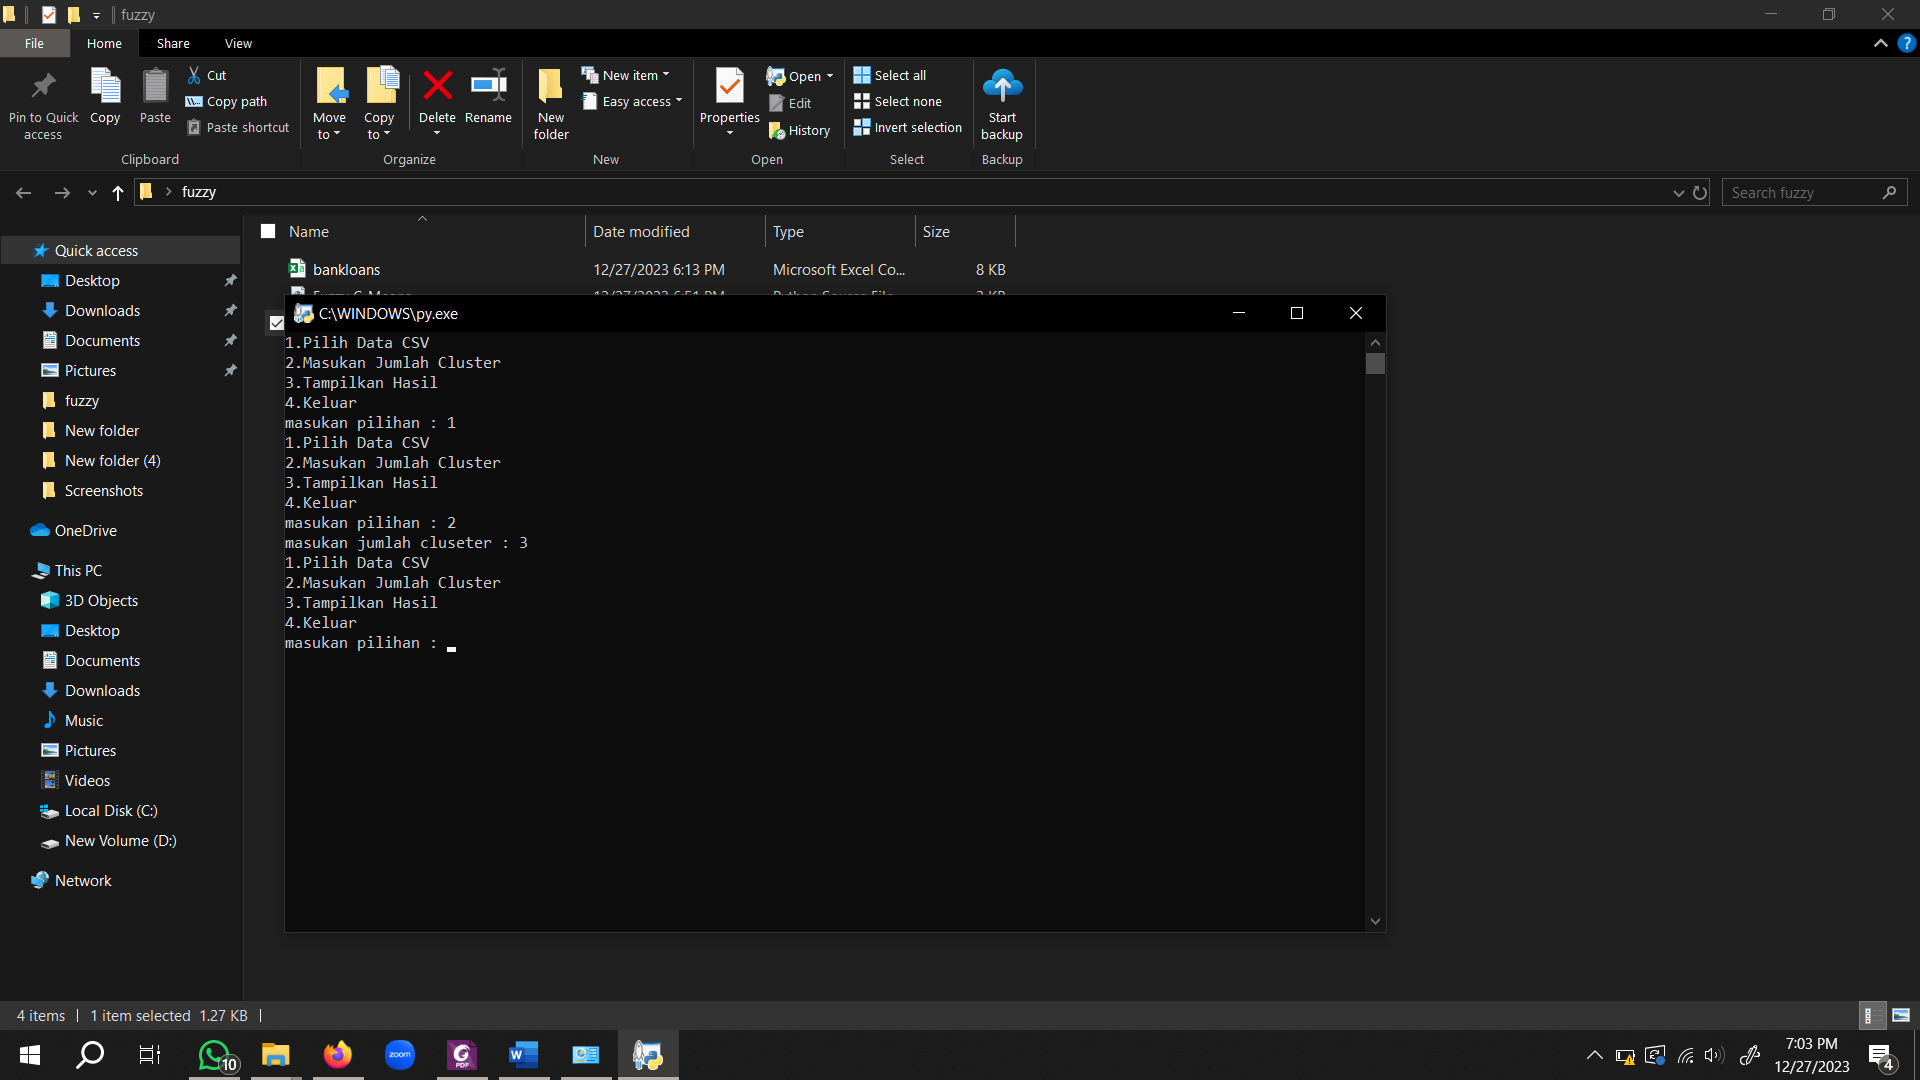 fuzzy
File Home Share View
Pin to Quick access
Copy
Paste
Cut
Copy path
Paste shortcut
Clipboard
Move to
Copy to
Delete
Rename
Organize
New folder
New item
Easy access
New
Properties
Open
Edit
History
Open
Select all
Select none
Invert selection
Select
Start backup
Backup
fuzzy
Search fuzzy
Name Date modified Type Size
bankloans 12/27/2023 6:13 PM Microsoft Excel Co... 8 KB
Quick access
Desktop
Downloads
Documents
Pictures
fuzzy
New folder
New folder (4)
Screenshots
OneDrive
This PC
3D Objects
Desktop
Documents
Downloads
Music
Pictures
Videos
Local Disk (C:)
New Volume (D:)
Network
C:\WINDOWS\py.exe
1.Pilih Data CSV
2.Masukan Jumlah Cluster
3.Tampilkan Hasil
4.Keluar
masukan pilihan : 1
1.Pilih Data CSV
2.Masukan Jumlah Cluster
3.Tampilkan Hasil
4.Keluar
masukan pilihan : 2
masukan jumlah cluseter : 3
1.Pilih Data CSV
2.Masukan Jumlah Cluster
3.Tampilkan Hasil
4.Keluar
masukan pilihan :
4 items 1 item selected 1.27 KB
10
zoom
PDF
W
7:03 PM
12/27/2023
4